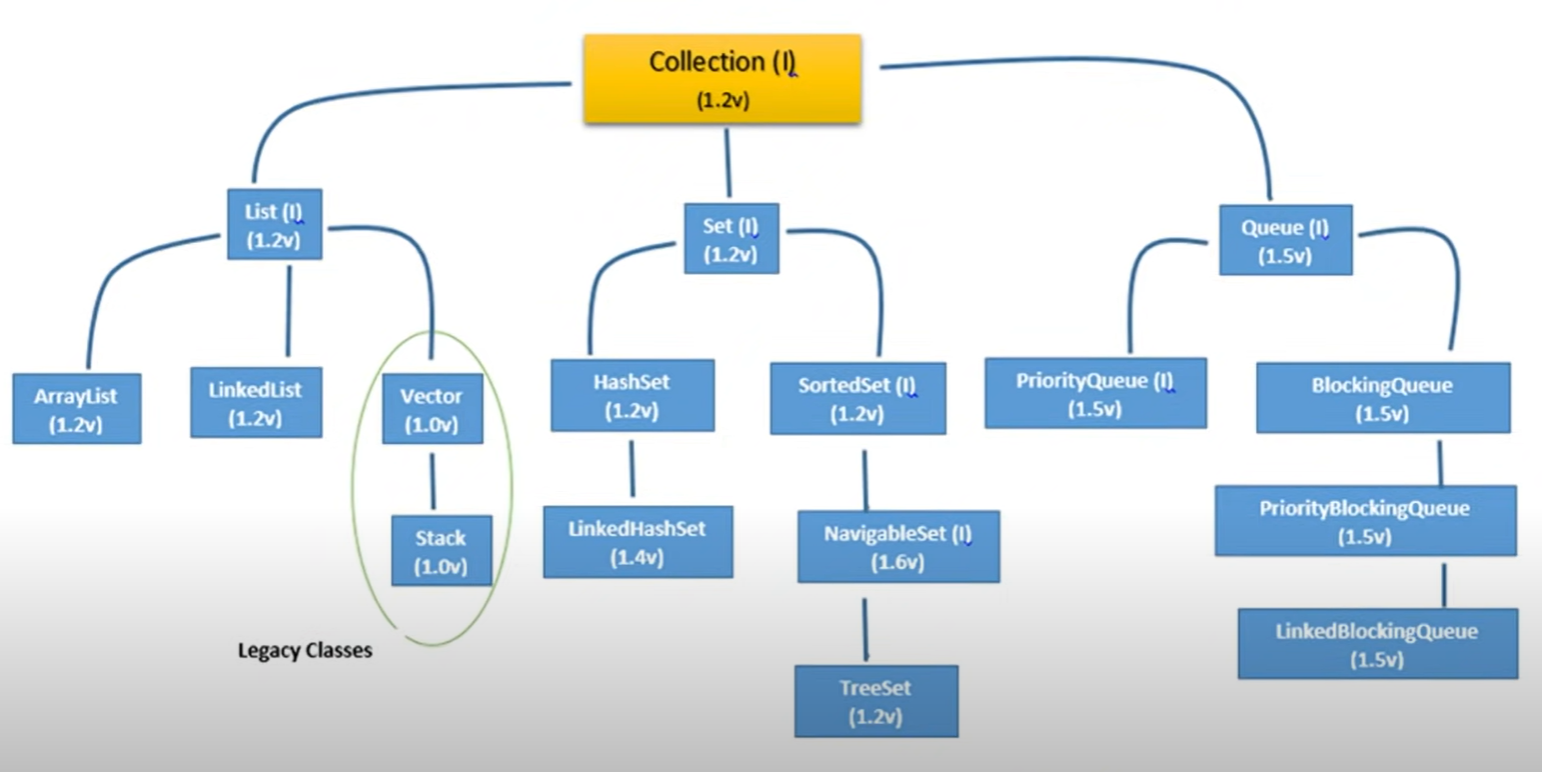 Collection (I)
(1.2v)
List (I)
(1.2v)
Set (I)
(1.2v)
Queue (I)
(1.5v)
ArrayList
(1.2v)
LinkedList
(1.2v)
Vector
(1.0v)
HashSet
(1.2v)
SortedSet (I)
(1.2v)
PriorityQueue (I)
(1.5v)
BlockingQueue
(1.5v)
Stack
(1.0v)
LinkedHashSet
(1.4v)
NavigableSet (I)
(1.6v)
PriorityBlockingQueue
(1.5v)
Legacy Classes
LinkedBlockingQueue
(1.5v)
TreeSet
(1.2v)